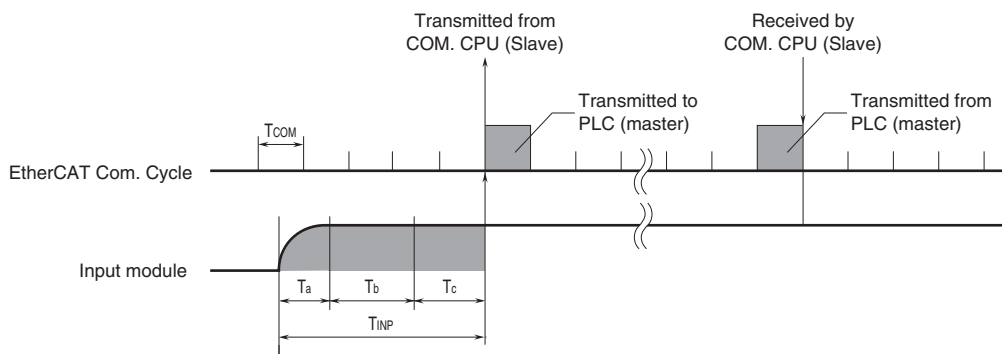 Transmitted from
COM. CPU (Slave)
Received by
COM. CPU (Slave)
Transmitted to
PLC (master)
Transmitted from
PLC (master)
TCOM
EtherCAT Com. Cycle
Input module
Ta
Tb
Tc
TINP